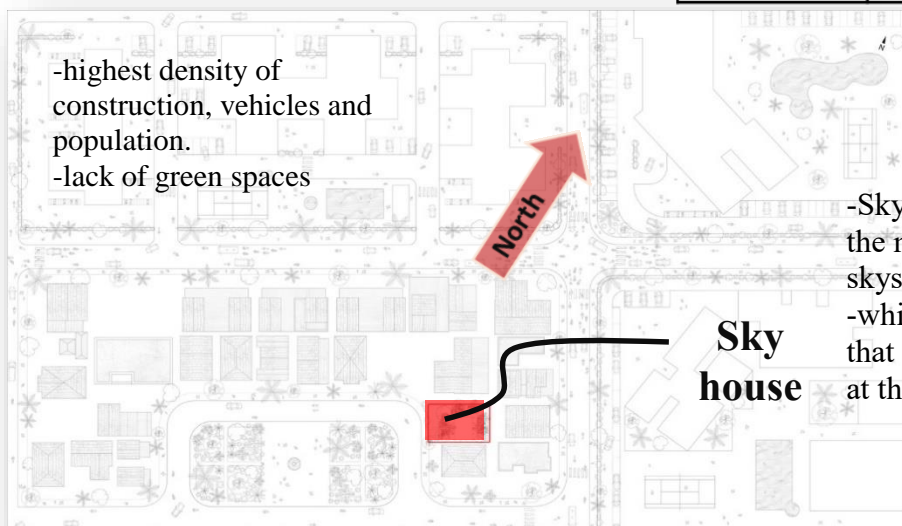 -highest density of
construction, vehicles and
population.
-lack of green spaces
North
N
Sky
house
-Sky
the
skys
-whi
that
at th